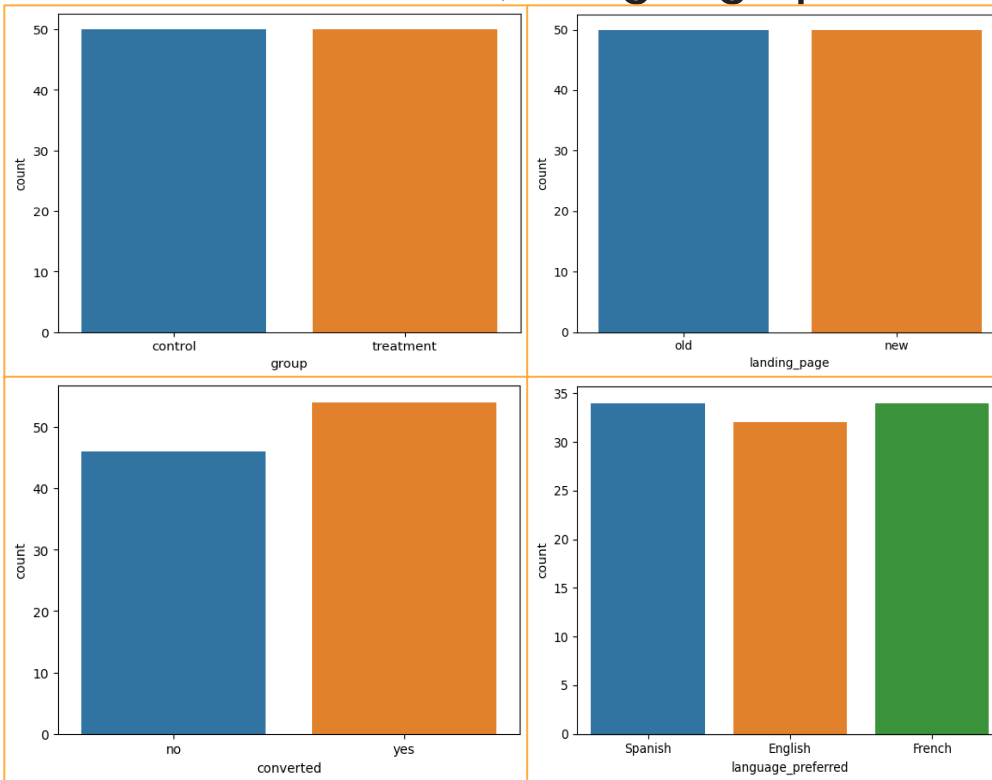 50
40
30
20
10
0
count
control treatment
group
50
40
30
20
10
0
count
old new
landing_page
50
40
30
20
10
0
count
no yes
converted
35
30
25
20
15
10
5
0
count
Spanish English French
language_preferred